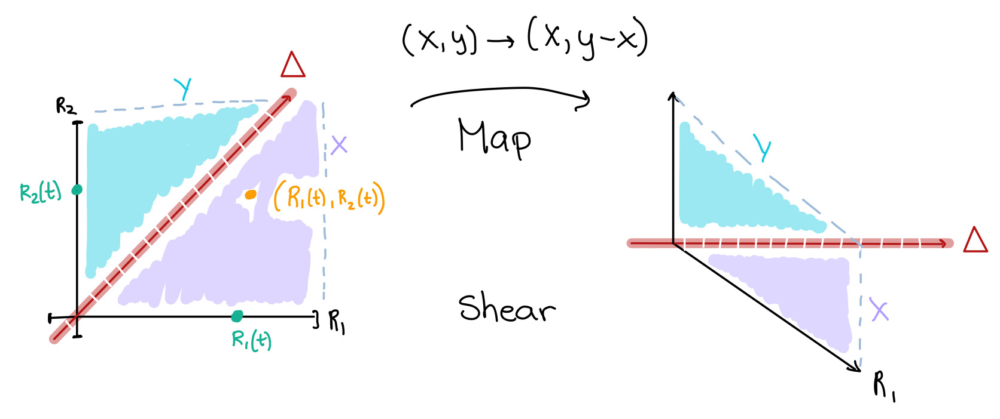 (x,y) → (x, y-x)
Δ
Y
R₂
X
Map
R₂(t)
(R₁(t), R₂(t))
R₁
R₁(t)
Shear
Y
Δ
X
R₁